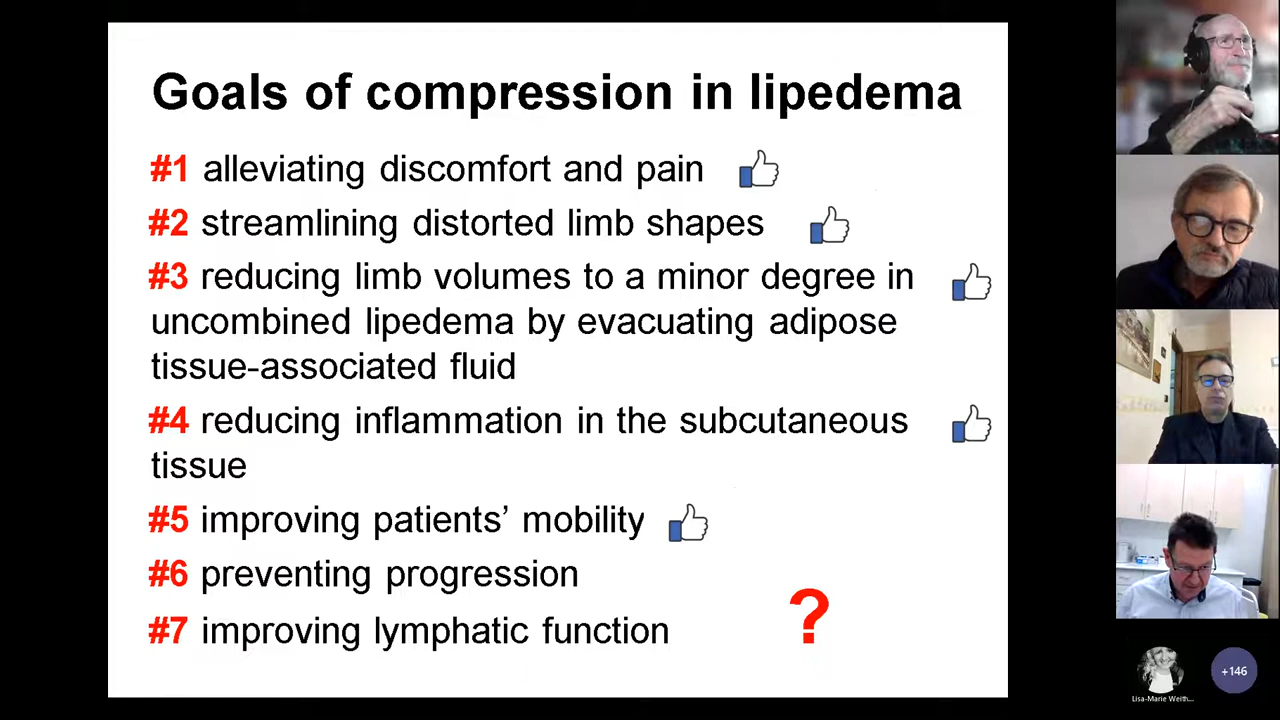 Goals of compression in lipedema
#1 alleviating discomfort and pain
#2 streamlining distorted limb shapes
#3 reducing limb volumes to a minor degree in
uncombined lipedema by evacuating adipose
tissue-associated fluid
#4 reducing inflammation in the subcutaneous
tissue
#5 improving patients’ mobility
#6 preventing progression
#7 improving lymphatic function
?
Lisa-Marie Weith...
+146